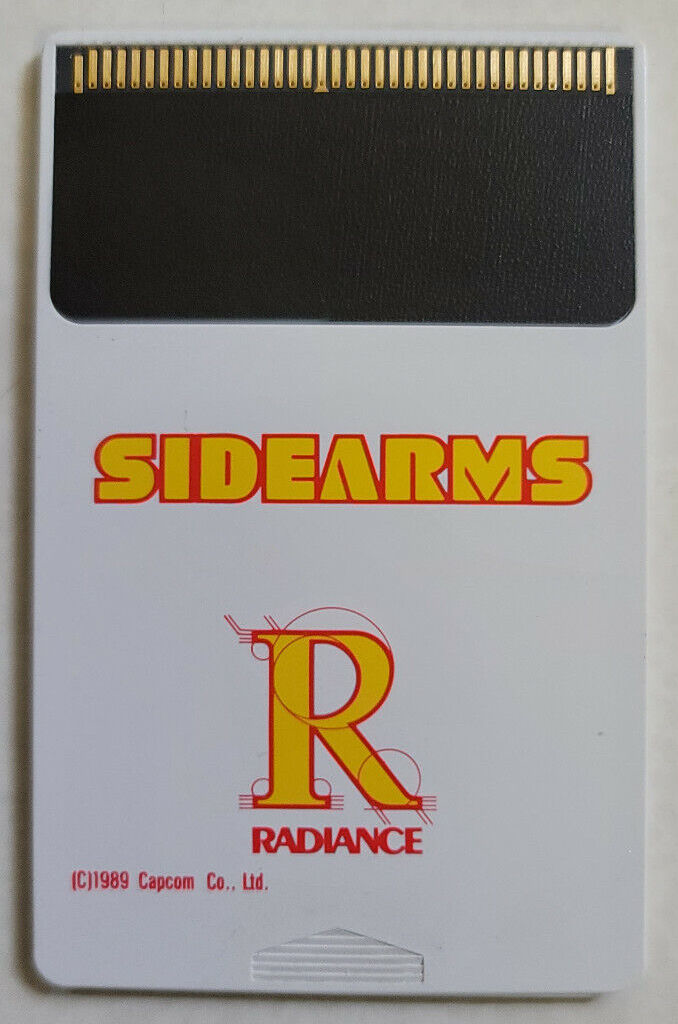 SIDEARMS
R
RADIANCE
(C)1989 Capcom Co., Ltd.